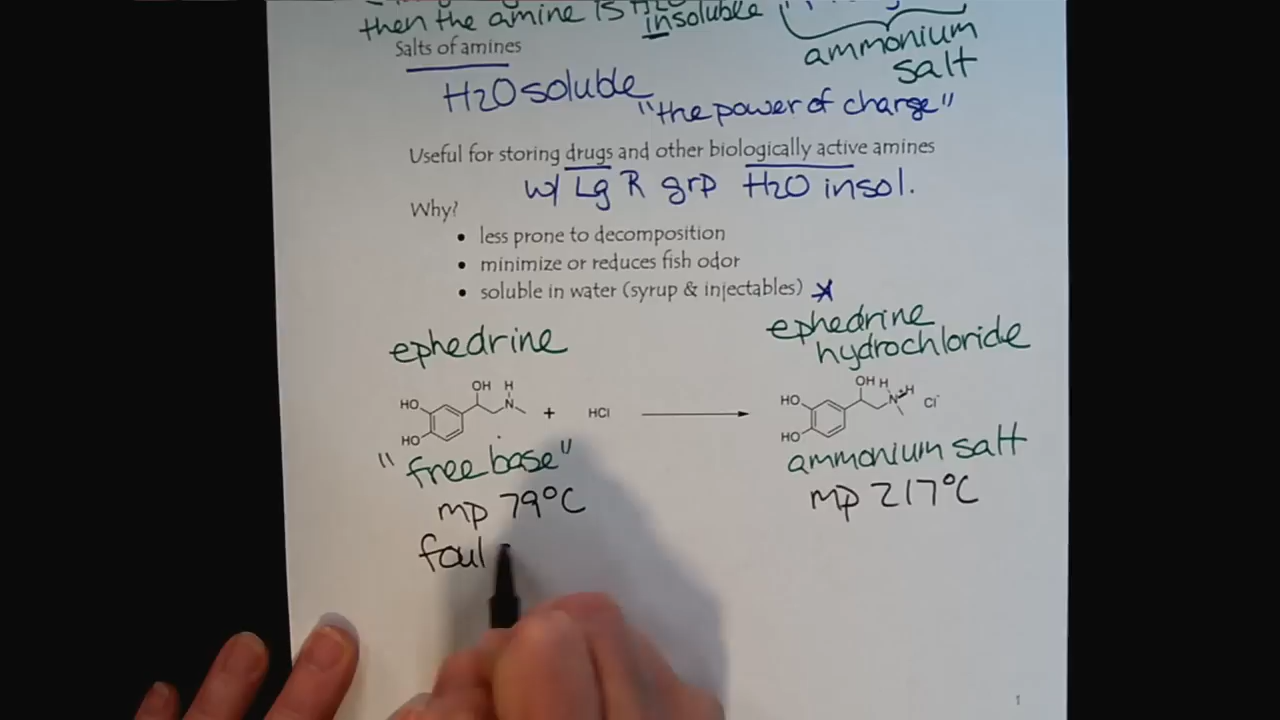 then the amine is H2O insoluble
ammonium salt
Salts of amines
H2O soluble
"the power of charge"
Useful for storing drugs and other biologically active amines
w/ Lg R grp H2O insol.
Why?
• less prone to decomposition
• minimize or reduces fish odor
• soluble in water (syrup & injectables) *
ephedrine
ephedrine hydrochloride
OH H
HO
HO
N
+ HCl
OH H
H
HO
HO
N
Cl-
"free base"
ammonium salt
mp 79°C
mp 217°C
foul
1